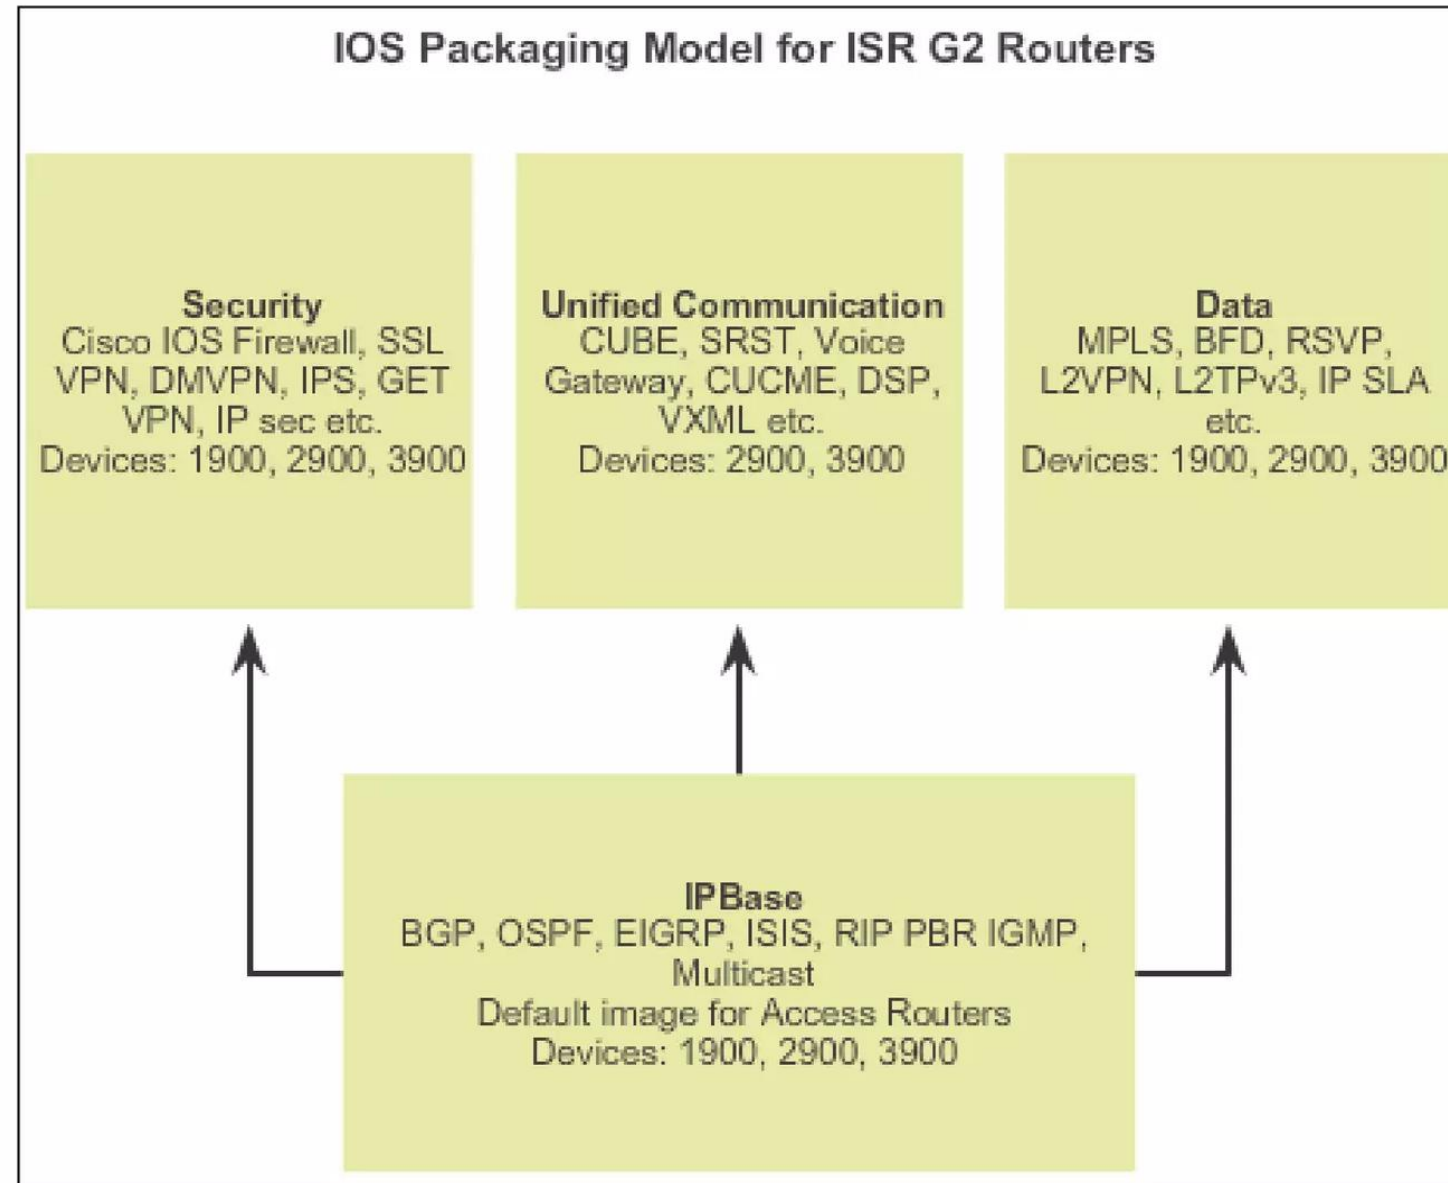 IOS Packaging Model for ISR G2 Routers
Security
Cisco IOS Firewall, SSL
VPN, DMVPN, IPS, GET
VPN, IP sec etc.
Devices: 1900, 2900, 3900
Unified Communication
CUBE, SRST, Voice
Gateway, CUCME, DSP,
VXML etc.
Devices: 2900, 3900
Data
MPLS, BFD, RSVP,
L2VPN, L2TPv3, IP SLA
etc.
Devices: 1900, 2900, 3900
IPBase
BGP, OSPF, EIGRP, ISIS, RIP PBR IGMP,
Multicast
Default image for Access Routers
Devices: 1900, 2900, 3900